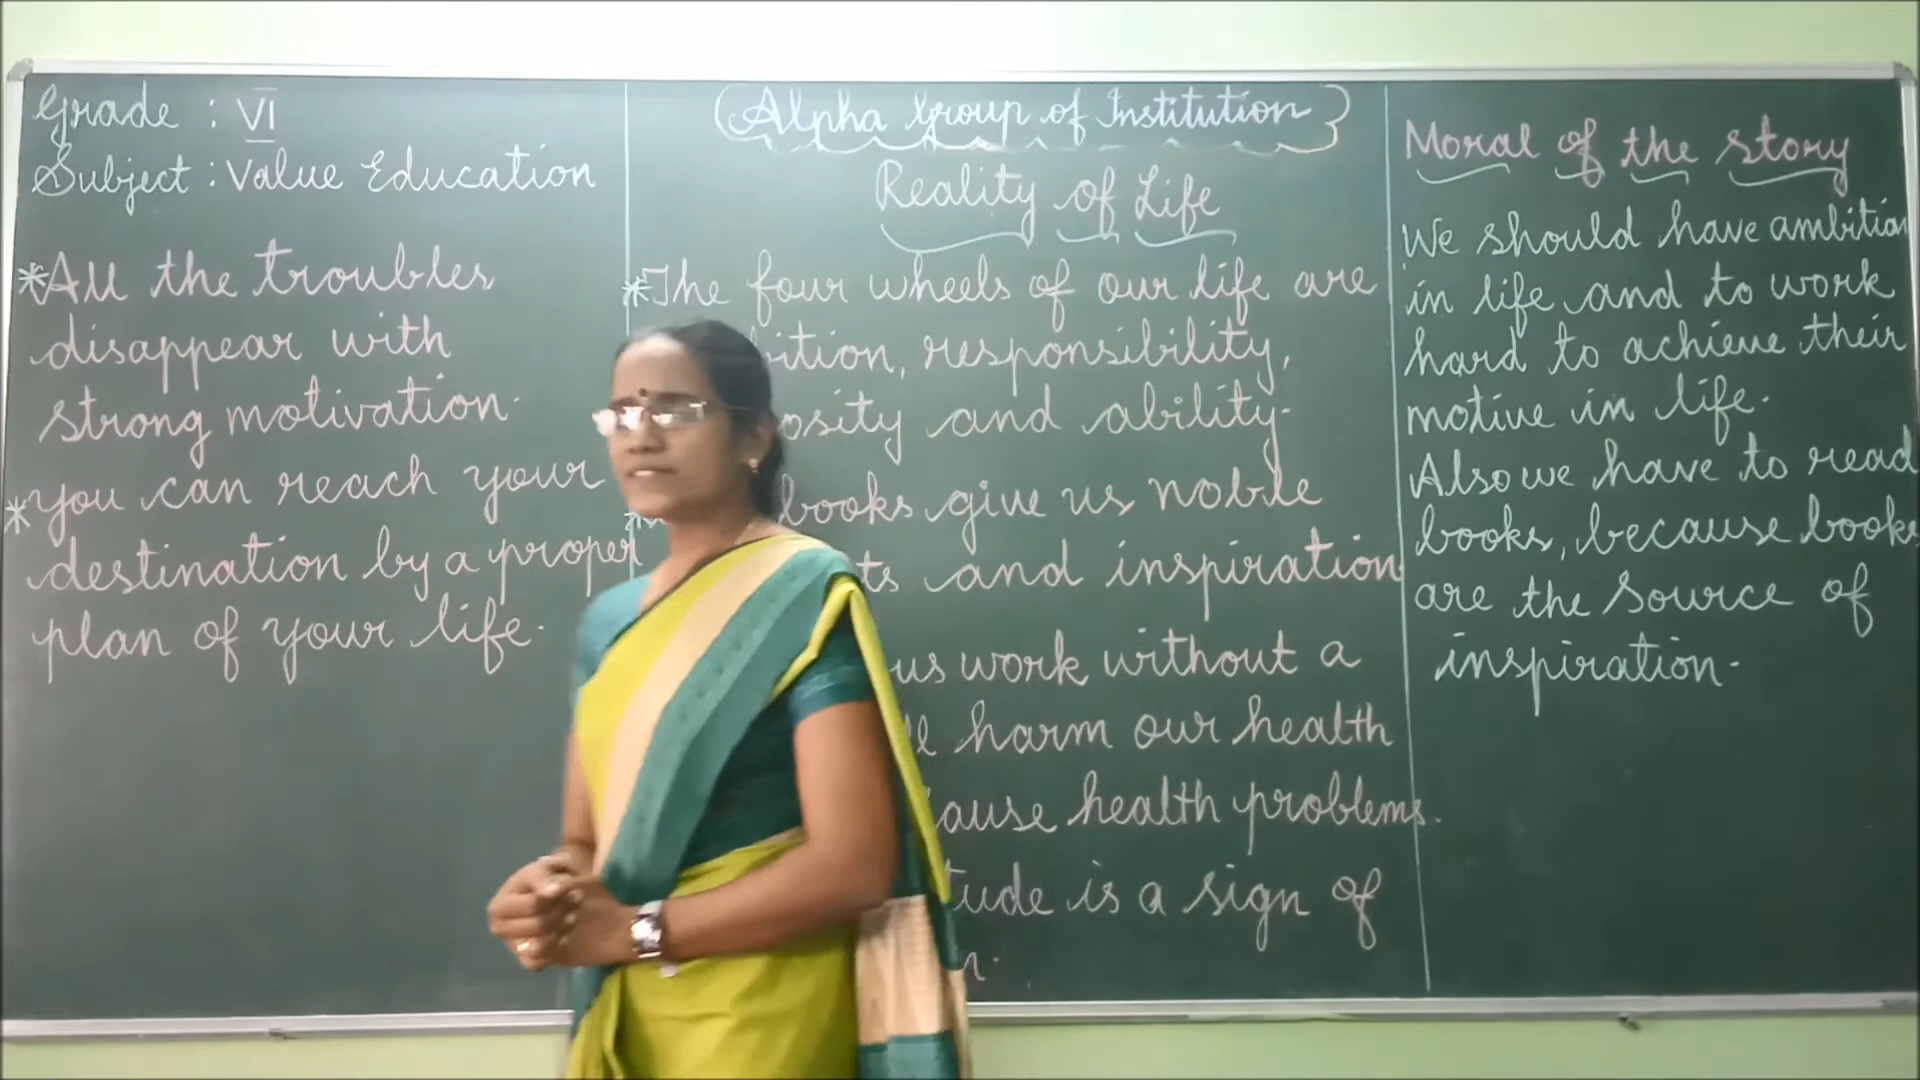 Grade : VI
Subject : Value Education
*All the troubles
disappear with
strong motivation.
*you can reach your
destination by a proper
plan of your life.
(Alpha Group of Institution)
Reality of Life
*The four wheels of our life are
responsibility,
and ability.
*books give us noble
and inspiration
us work without a
harm our health
health problems.
is a sign of
Moral of the story
We should have ambition
in life and to work
hard to achieve their
motive in life.
Also we have to read
books, because books
are the source of
inspiration.